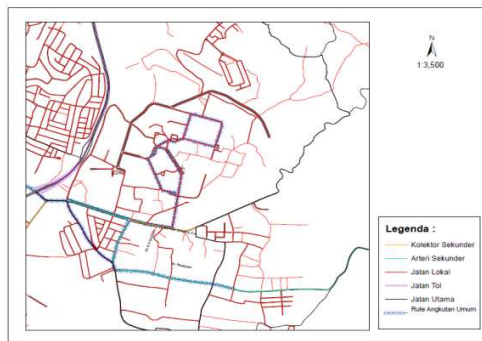 N
1:3,500
Legenda :
Kolektor Sekunder
Arteri Sekunder
Jalan Lokal
Jalan Tol
Jalan Utama
Rute Angkutan Umum